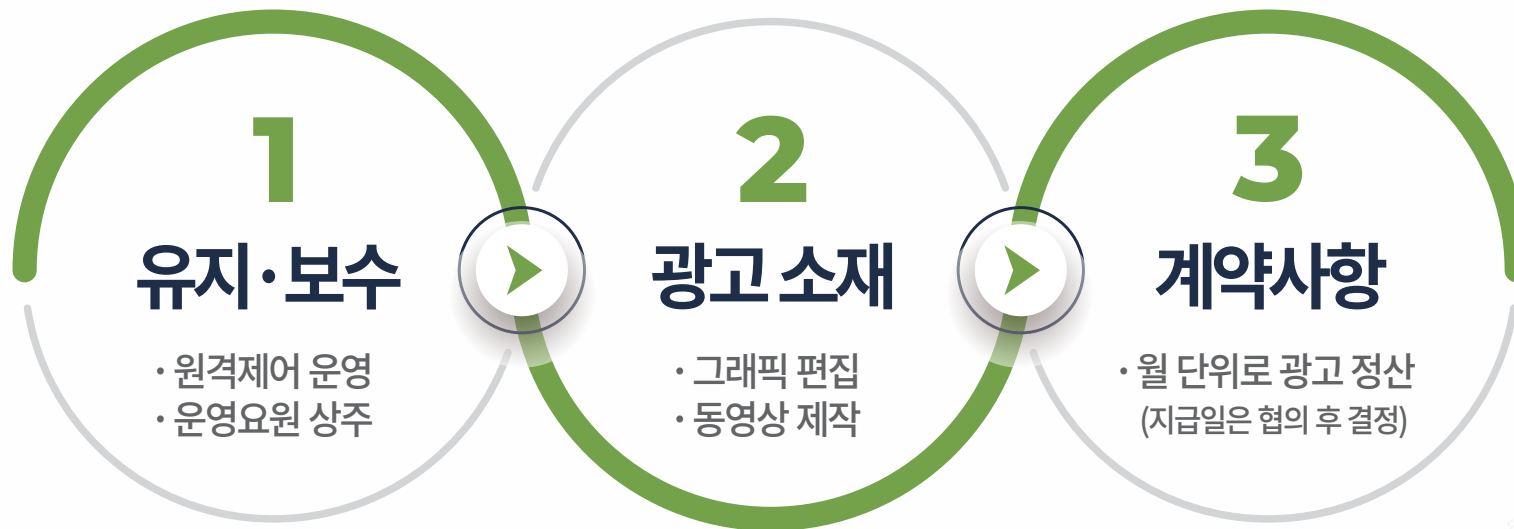 1
유지·보수
· 원격제어 운영
· 운영요원 상주
2
광고 소재
· 그래픽 편집
· 동영상 제작
3
계약사항
· 월 단위로 광고 정산
(지급일은 협의 후 결정)